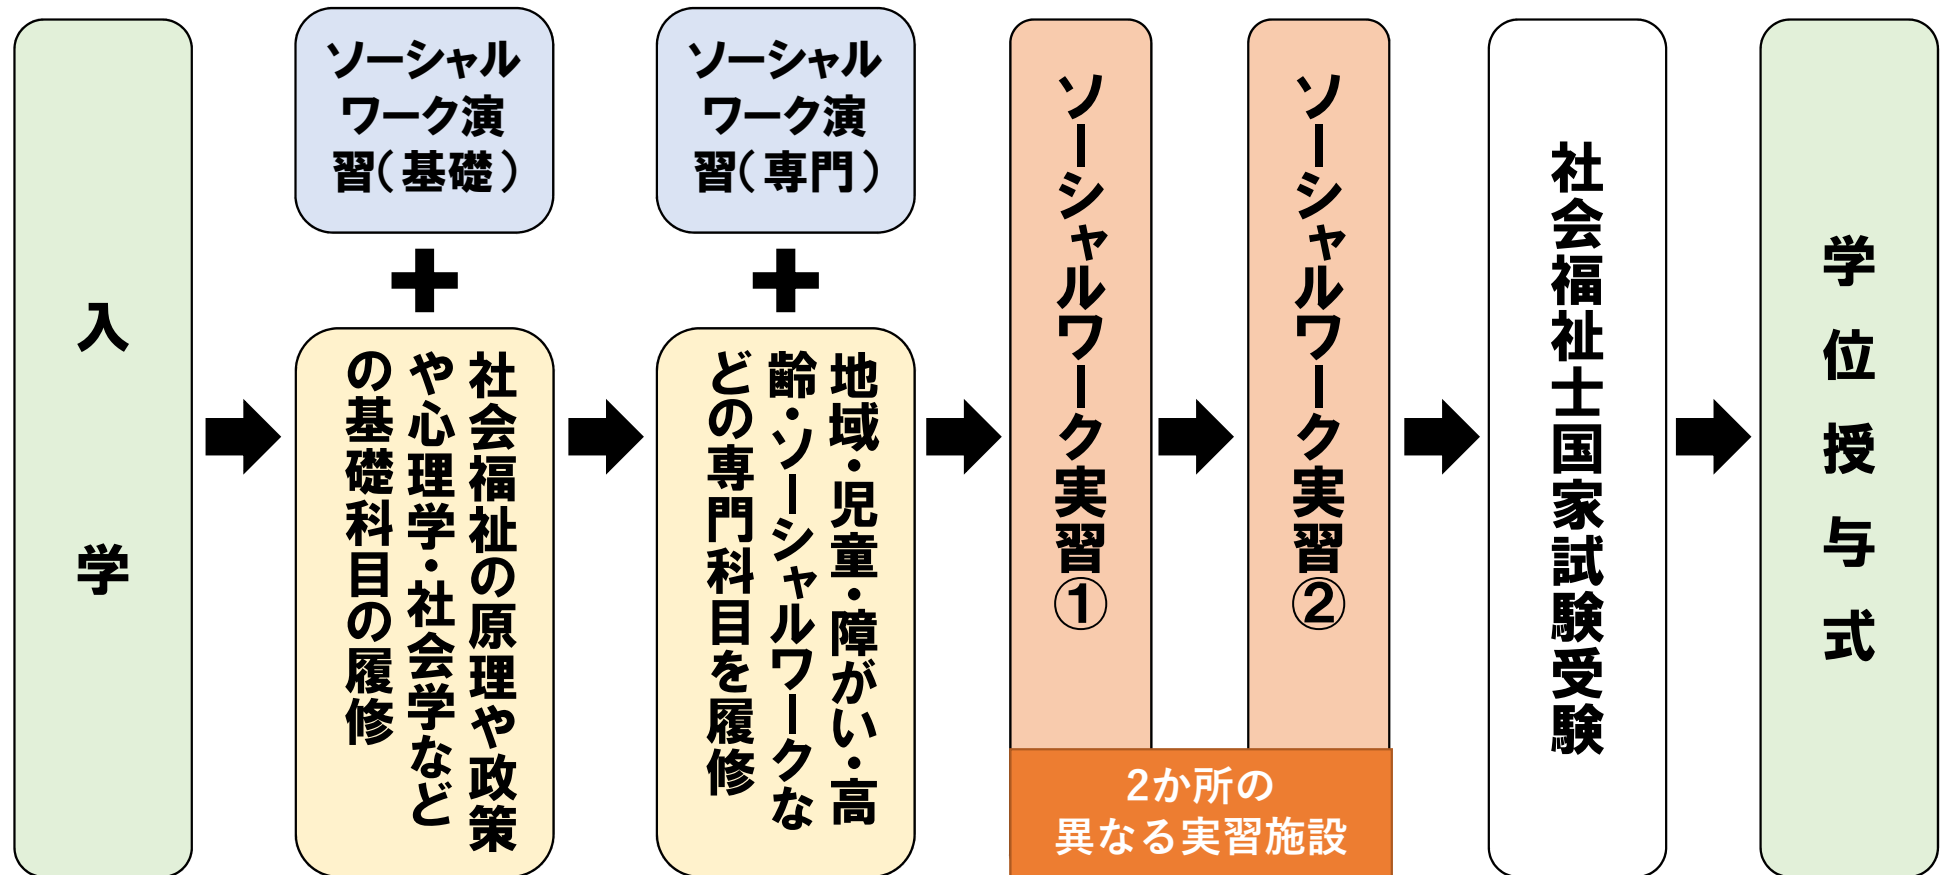 入学
ソーシャル
ワーク演
習(基礎)
社会福祉の原理や政策
や心理学・社会学など
の基礎科目の履修
ソーシャル
ワーク演
習(専門)
地域・児童・障がい・高
齢・ソーシャルワークな
どの専門科目を履修
ソーシャルワーク実習①
ソーシャルワーク実習②
2か所の
異なる実習施設
社会福祉士国家試験受験
学位授与式